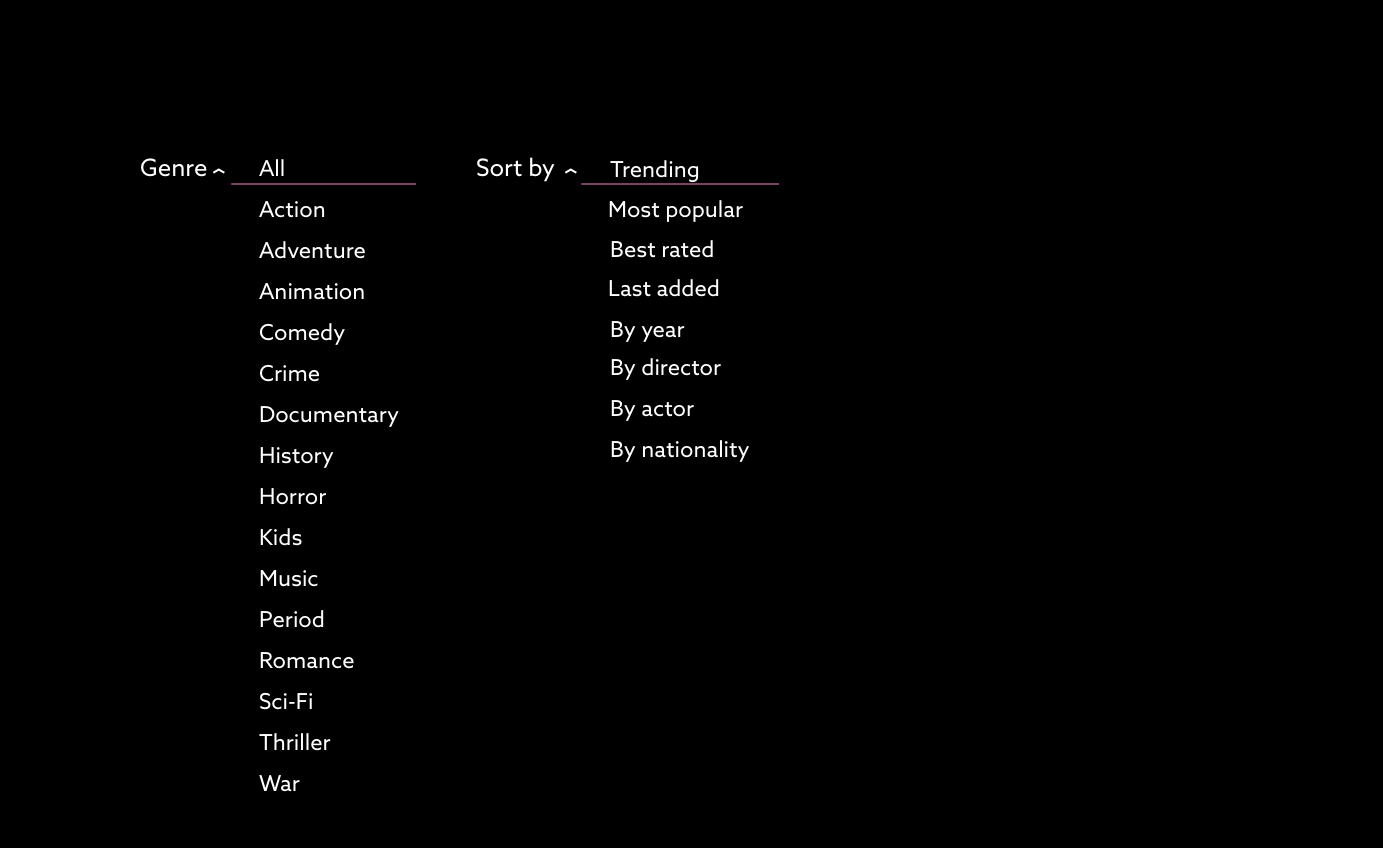 Genre
All
Action
Adventure
Animation
Comedy
Crime
Documentary
History
Horror
Kids
Music
Period
Romance
Sci-Fi
Thriller
War
Sort by
Trending
Most popular
Best rated
Last added
By year
By director
By actor
By nationality